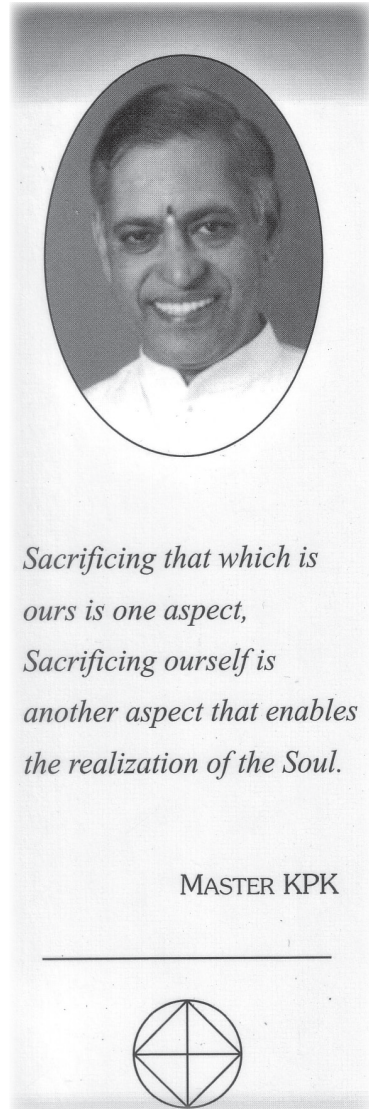 Sacrificing that which is
ours is one aspect,
Sacrificing ourself is
another aspect that enables
the realization of the Soul.
MASTER KPK